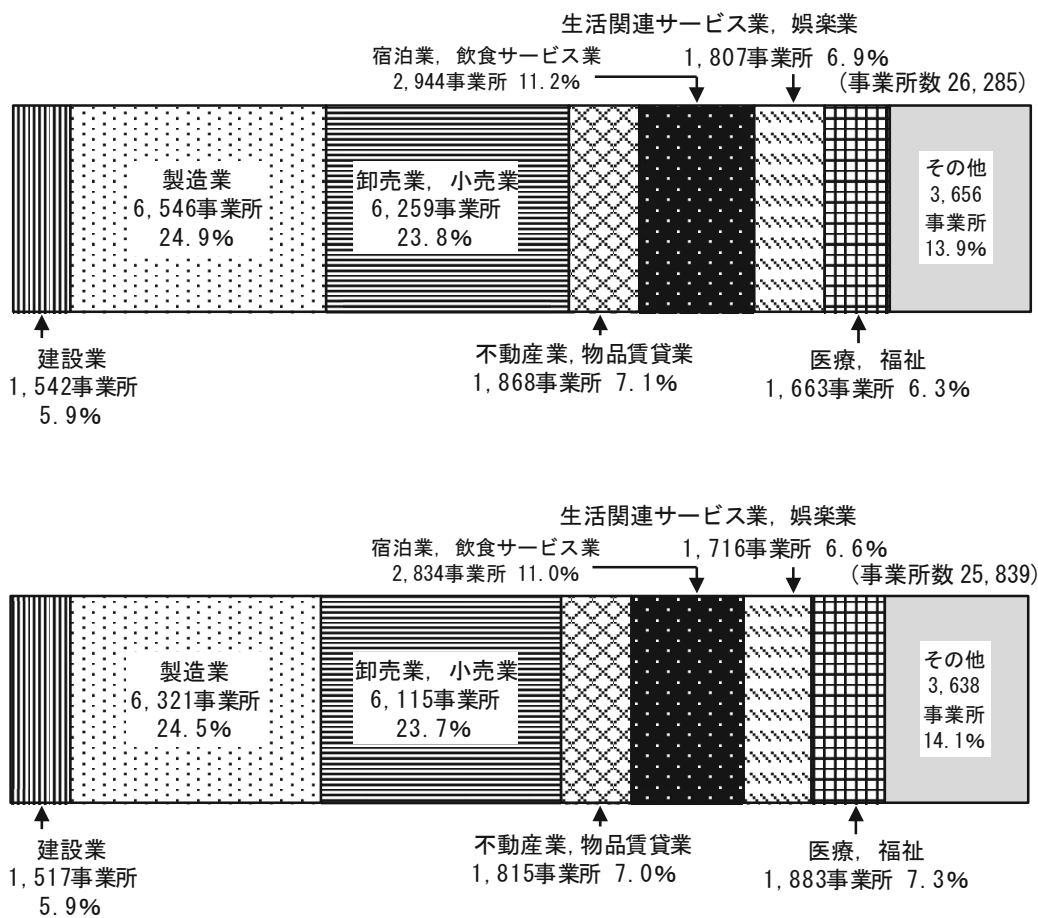 生活関連サービス業，娯楽業
1,807事業所 6.9%
宿泊業，飲食サービス業
2,944事業所 11.2%
（事業所数 26,285）
製造業
6,546事業所
24.9%
卸売業，小売業
6,259事業所
23.8%
その他
3,656
事業所
13.9%
建設業
1,542事業所
5.9%
不動産業，物品賃貸業
1,868事業所 7.1%
医療，福祉
1,663事業所 6.3%
生活関連サービス業，娯楽業
1,716事業所 6.6%
宿泊業，飲食サービス業
2,834事業所 11.0%
（事業所数 25,839）
製造業
6,321事業所
24.5%
卸売業，小売業
6,115事業所
23.7%
その他
3,638
事業所
14.1%
建設業
1,517事業所
5.9%
不動産業，物品賃貸業
1,815事業所 7.0%
医療，福祉
1,883事業所 7.3%